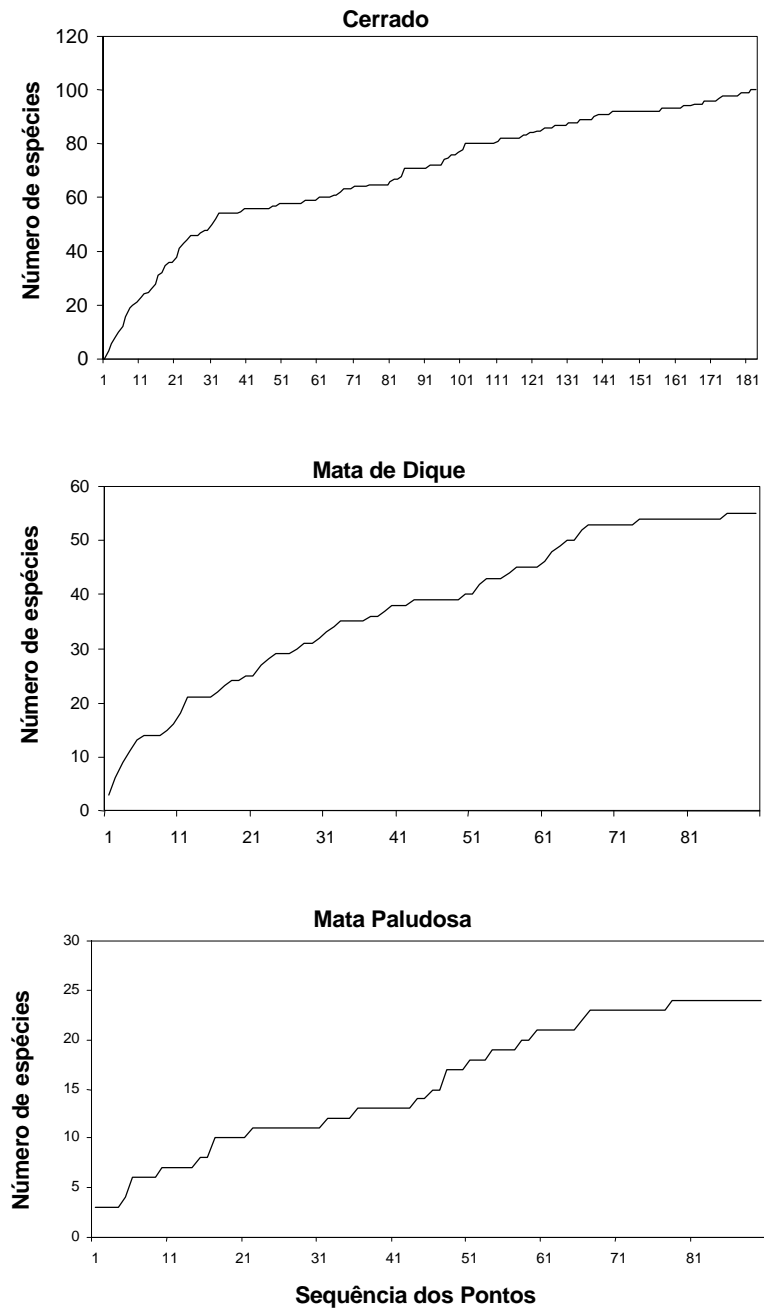 Cerrado
Número de espécies
120
100
80
60
40
20
0
1 11 21 31 41 51 61 71 81 91 101 111 121 131 141 151 161 171 181
Mata de Dique
Número de espécies
60
50
40
30
20
10
0
1 11 21 31 41 51 61 71 81
Mata Paludosa
Número de espécies
30
25
20
15
10
5
0
1 11 21 31 41 51 61 71 81
Sequência dos Pontos